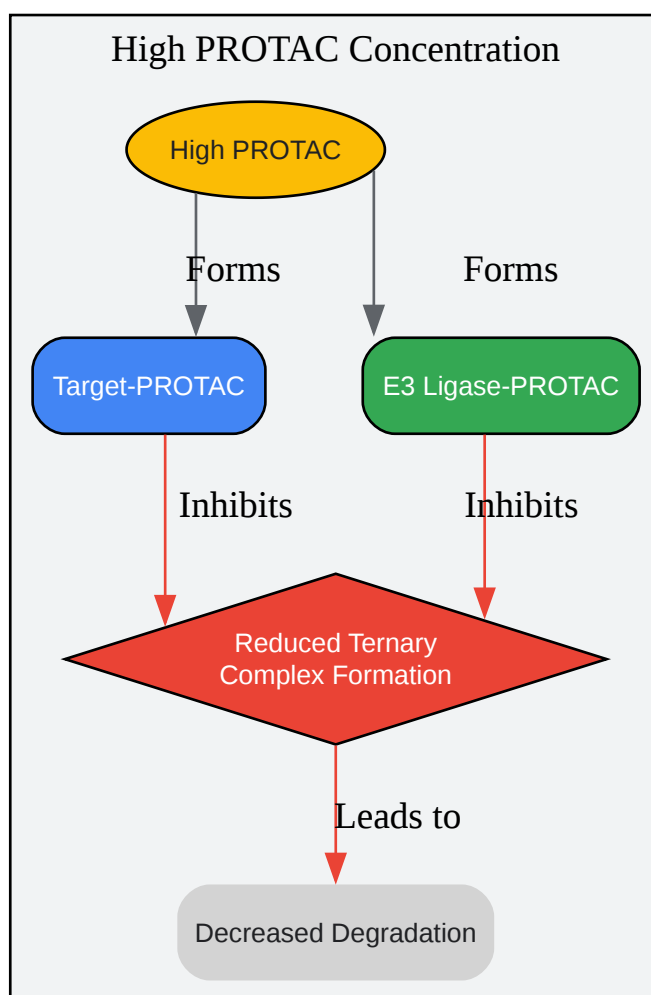 High PROTAC Concentration
High PROTAC
Forms
Forms
Target-PROTAC
E3 Ligase-PROTAC
Inhibits
Inhibits
Reduced Ternary
Complex Formation
Leads to
Decreased Degradation